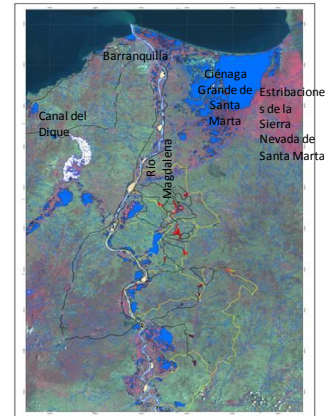 Barranquilla
Ciénaga
Grande de
Santa
Marta
Estribacione
s de la
Sierra
Nevada de
Santa Marta
Canal del
Dique
Río
Magdalena